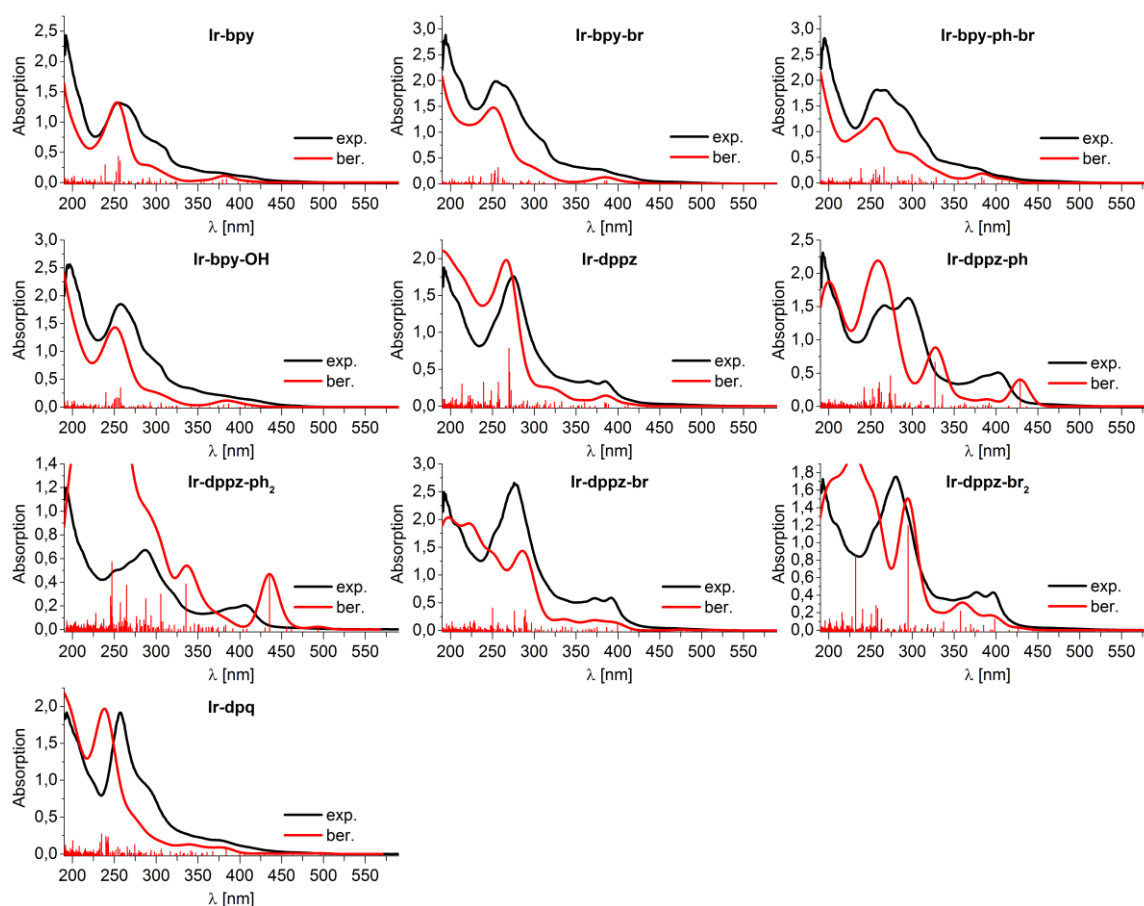 Ir-bpy
Absorption
2,5
2,0
1,5
1,0
0,5
0,0
exp.
ber.
200 250 300 350 400 450 500 550
λ [nm]
Ir-bpy-br
Absorption
3,0
2,5
2,0
1,5
1,0
0,5
0,0
exp.
ber.
200 250 300 350 400 450 500 550
λ [nm]
Ir-bpy-ph-br
Absorption
3,0
2,5
2,0
1,5
1,0
0,5
0,0
exp.
ber.
200 250 300 350 400 450 500 550
λ [nm]
Ir-bpy-OH
Absorption
3,0
2,5
2,0
1,5
1,0
0,5
0,0
exp.
ber.
200 250 300 350 400 450 500 550
λ [nm]
Ir-dppz
Absorption
2,0
1,5
1,0
0,5
0,0
exp.
ber.
200 250 300 350 400 450 500 550
λ [nm]
Ir-dppz-ph
Absorption
2,5
2,0
1,5
1,0
0,5
0,0
exp.
ber.
200 250 300 350 400 450 500 550
λ [nm]
Ir-dppz-ph₂
Absorption
1,4
1,2
1,0
0,8
0,6
0,4
0,2
0,0
exp.
ber.
200 250 300 350 400 450 500 550
λ [nm]
Ir-dppz-br
Absorption
3,0
2,5
2,0
1,5
1,0
0,5
0,0
exp.
ber.
200 250 300 350 400 450 500 550
λ [nm]
Ir-dppz-br₂
Absorption
1,8
1,6
1,4
1,2
1,0
0,8
0,6
0,4
0,2
0,0
exp.
ber.
200 250 300 350 400 450 500 550
λ [nm]
Ir-dpq
Absorption
2,0
1,5
1,0
0,5
0,0
exp.
ber.
200 250 300 350 400 450 500 550
λ [nm]